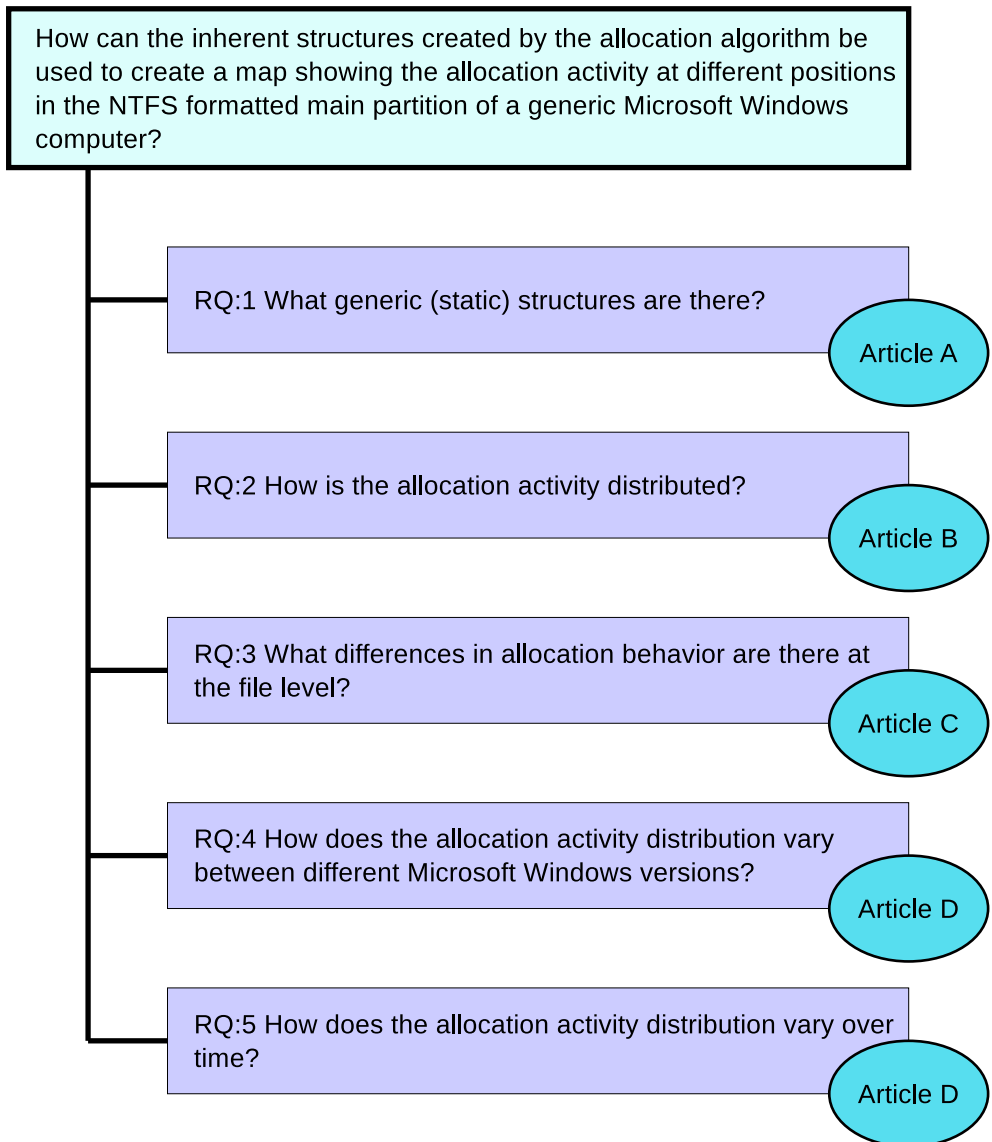 How can the inherent structures created by the allocation algorithm be
used to create a map showing the allocation activity at different positions
in the NTFS formatted main partition of a generic Microsoft Windows
computer?
RQ:1 What generic (static) structures are there?
Article A
RQ:2 How is the allocation activity distributed?
Article B
RQ:3 What differences in allocation behavior are there at
the file level?
Article C
RQ:4 How does the allocation activity distribution vary
between different Microsoft Windows versions?
Article D
RQ:5 How does the allocation activity distribution vary over
time?
Article D